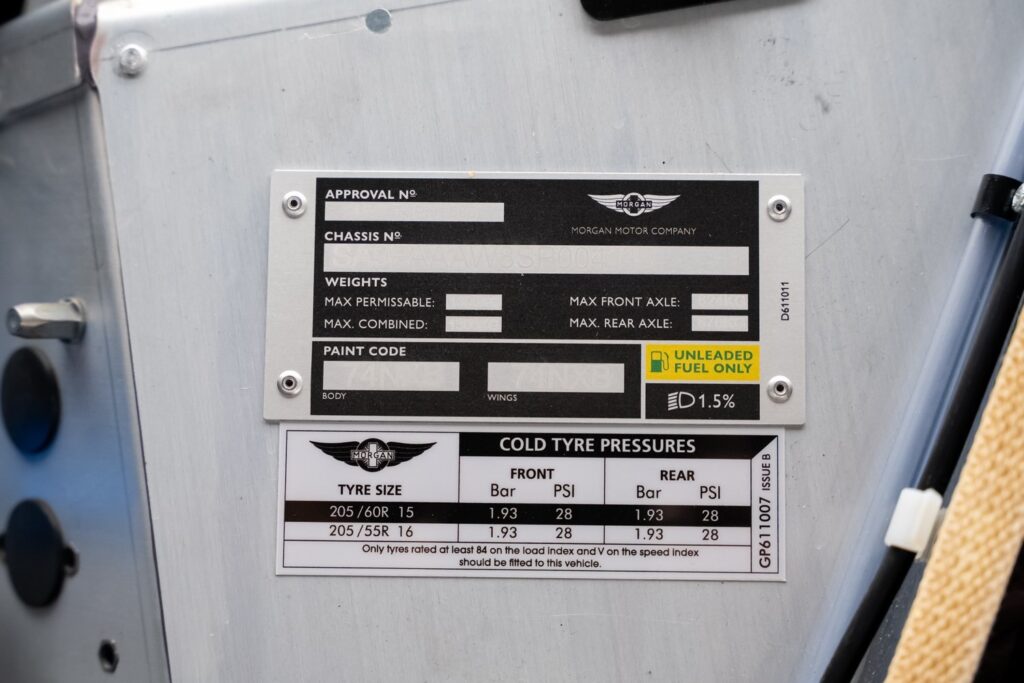 APPROVAL Nº
MORGAN
MORGAN MOTOR COMPANY
CHASSIS Nº
WEIGHTS
MAX PERMISSABLE:
MAX FRONT AXLE:
MAX. COMBINED:
MAX. REAR AXLE:
D611011
PAINT CODE
BODY
WINGS
UNLEADED
FUEL ONLY
1.5%
MORGAN
COLD TYRE PRESSURES
FRONT REAR
TYRE SIZE Bar PSI Bar PSI
205/60R 15 1.93 28 1.93 28
205/55R 16 1.93 28 1.93 28
Only tyres rated at least 84 on the load index and V on the speed index
should be fitted to this vehicle.
GP611007 ISSUE B